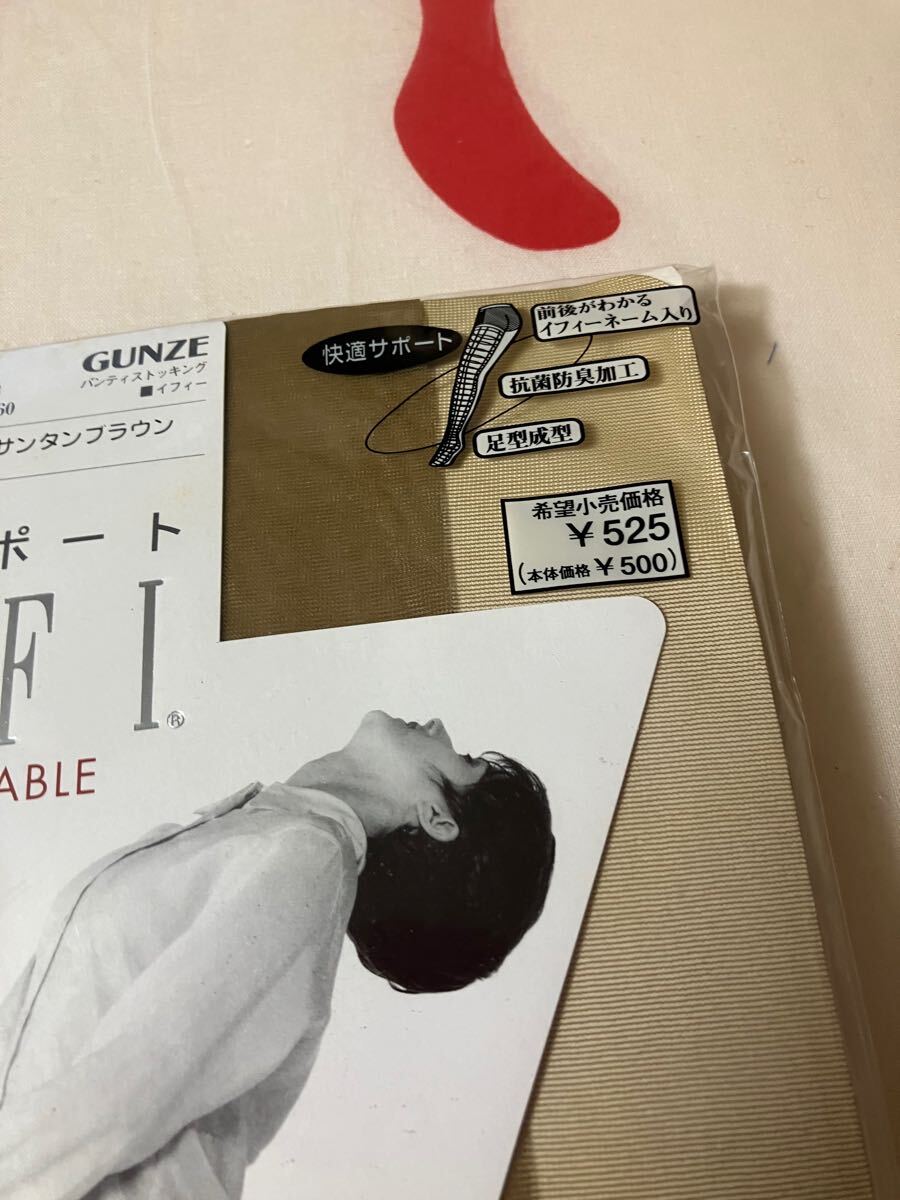 GUNZE
パンティストッキング
■イフィー
60
サンタンブラウン
ポート
F I®
ABLE
快適サポート
前後がわかる
イフィーネーム入り
抗菌防臭加工
足型成型
希望小売価格
¥525
(本体価格¥500)